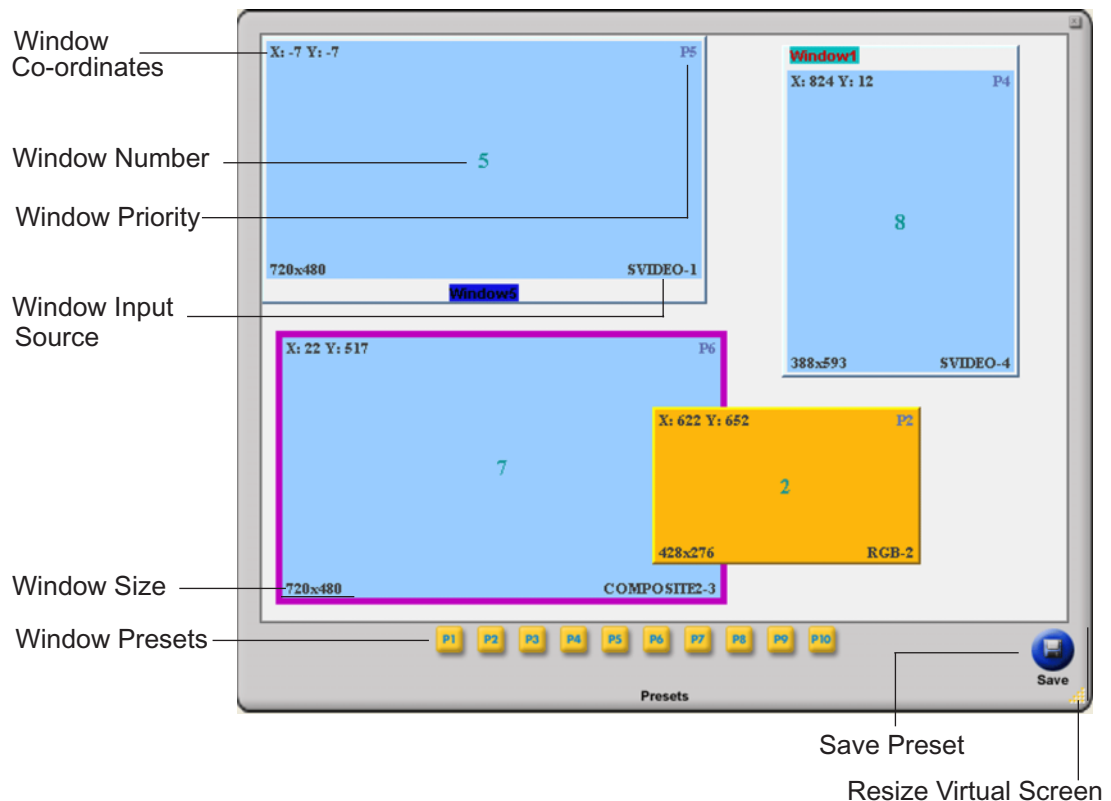 Window
Co-ordinates
X: -7 Y: -7
P5
Window1
X: 824 Y: 12
P4
Window Number
5
Window Priority
8
720x480
SVIDEO-1
Window5
Window Input
Source
X: 22 Y: 517
P6
388x593
SVIDEO-4
X: 622 Y: 652
P2
7
2
428x276
RGB-2
Window Size
720x480
COMPOSITE2-3
Window Presets
P1 P2 P3 P4 P5 P6 P7 P8 P9 P10
Save
Presets
Save Preset
Resize Virtual Screen